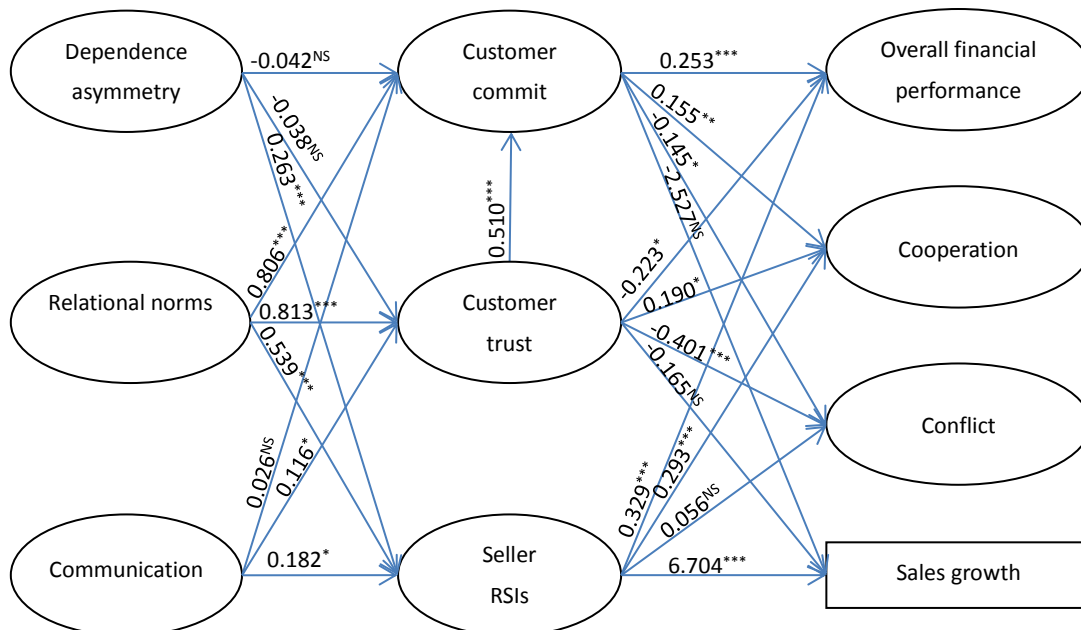 Dependence
asymmetry
-0.042NS
Customer
commit
0.253***
Overall financial
performance
-0.038NS
0.263***
0.155**
-0.145*
-2.527NS
0.806***
0.510***
Relational norms
0.813***
Customer
trust
-0.223*
0.190*
Cooperation
0.539***
-0.401***
-0.165NS
Conflict
0.026NS
0.116*
0.329***
0.293***
0.056NS
Communication
0.182*
Seller
RSIs
6.704***
Sales growth